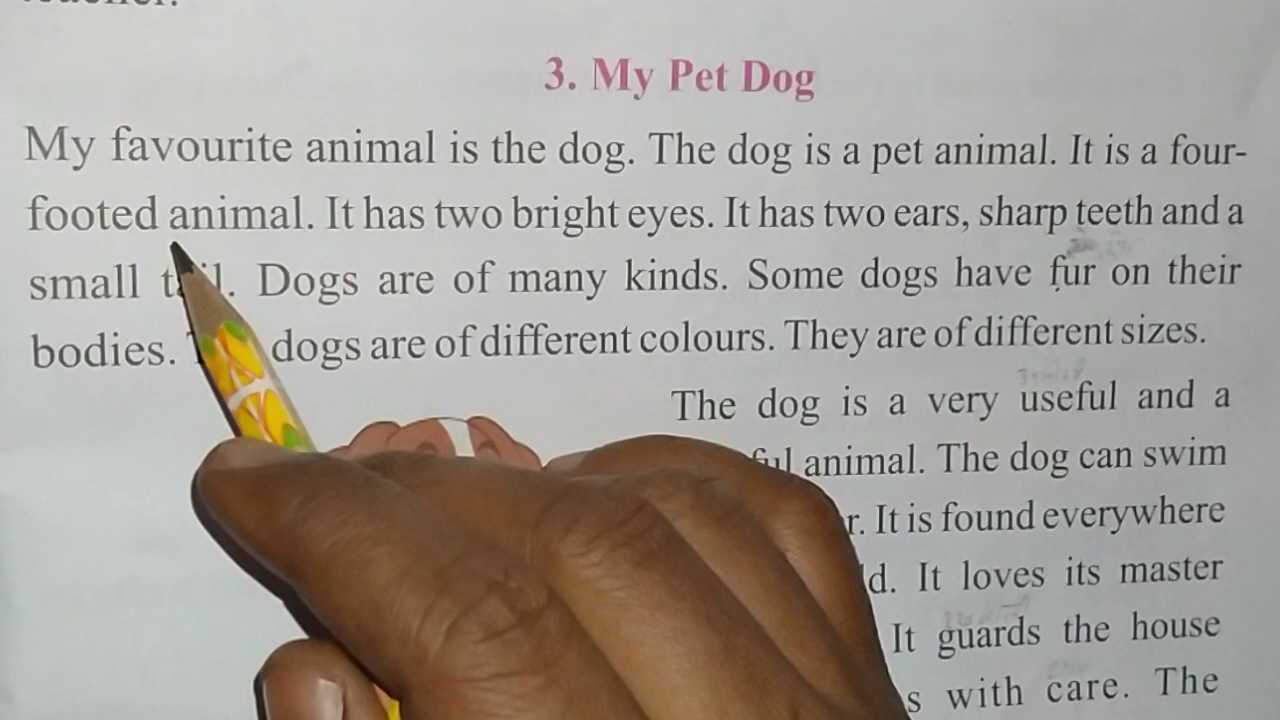 3. My Pet Dog
My favourite animal is the dog. The dog is a pet animal. It is a four-
footed animal. It has two bright eyes. It has two ears, sharp teeth and a
small Dogs are of many kinds. Some dogs have fur on their
bodies. dogs are of different colours. They are of different sizes.
The dog is a very useful and a
animal. The dog can swim
It is found everywhere
It loves its master
It guards the house
with care. The